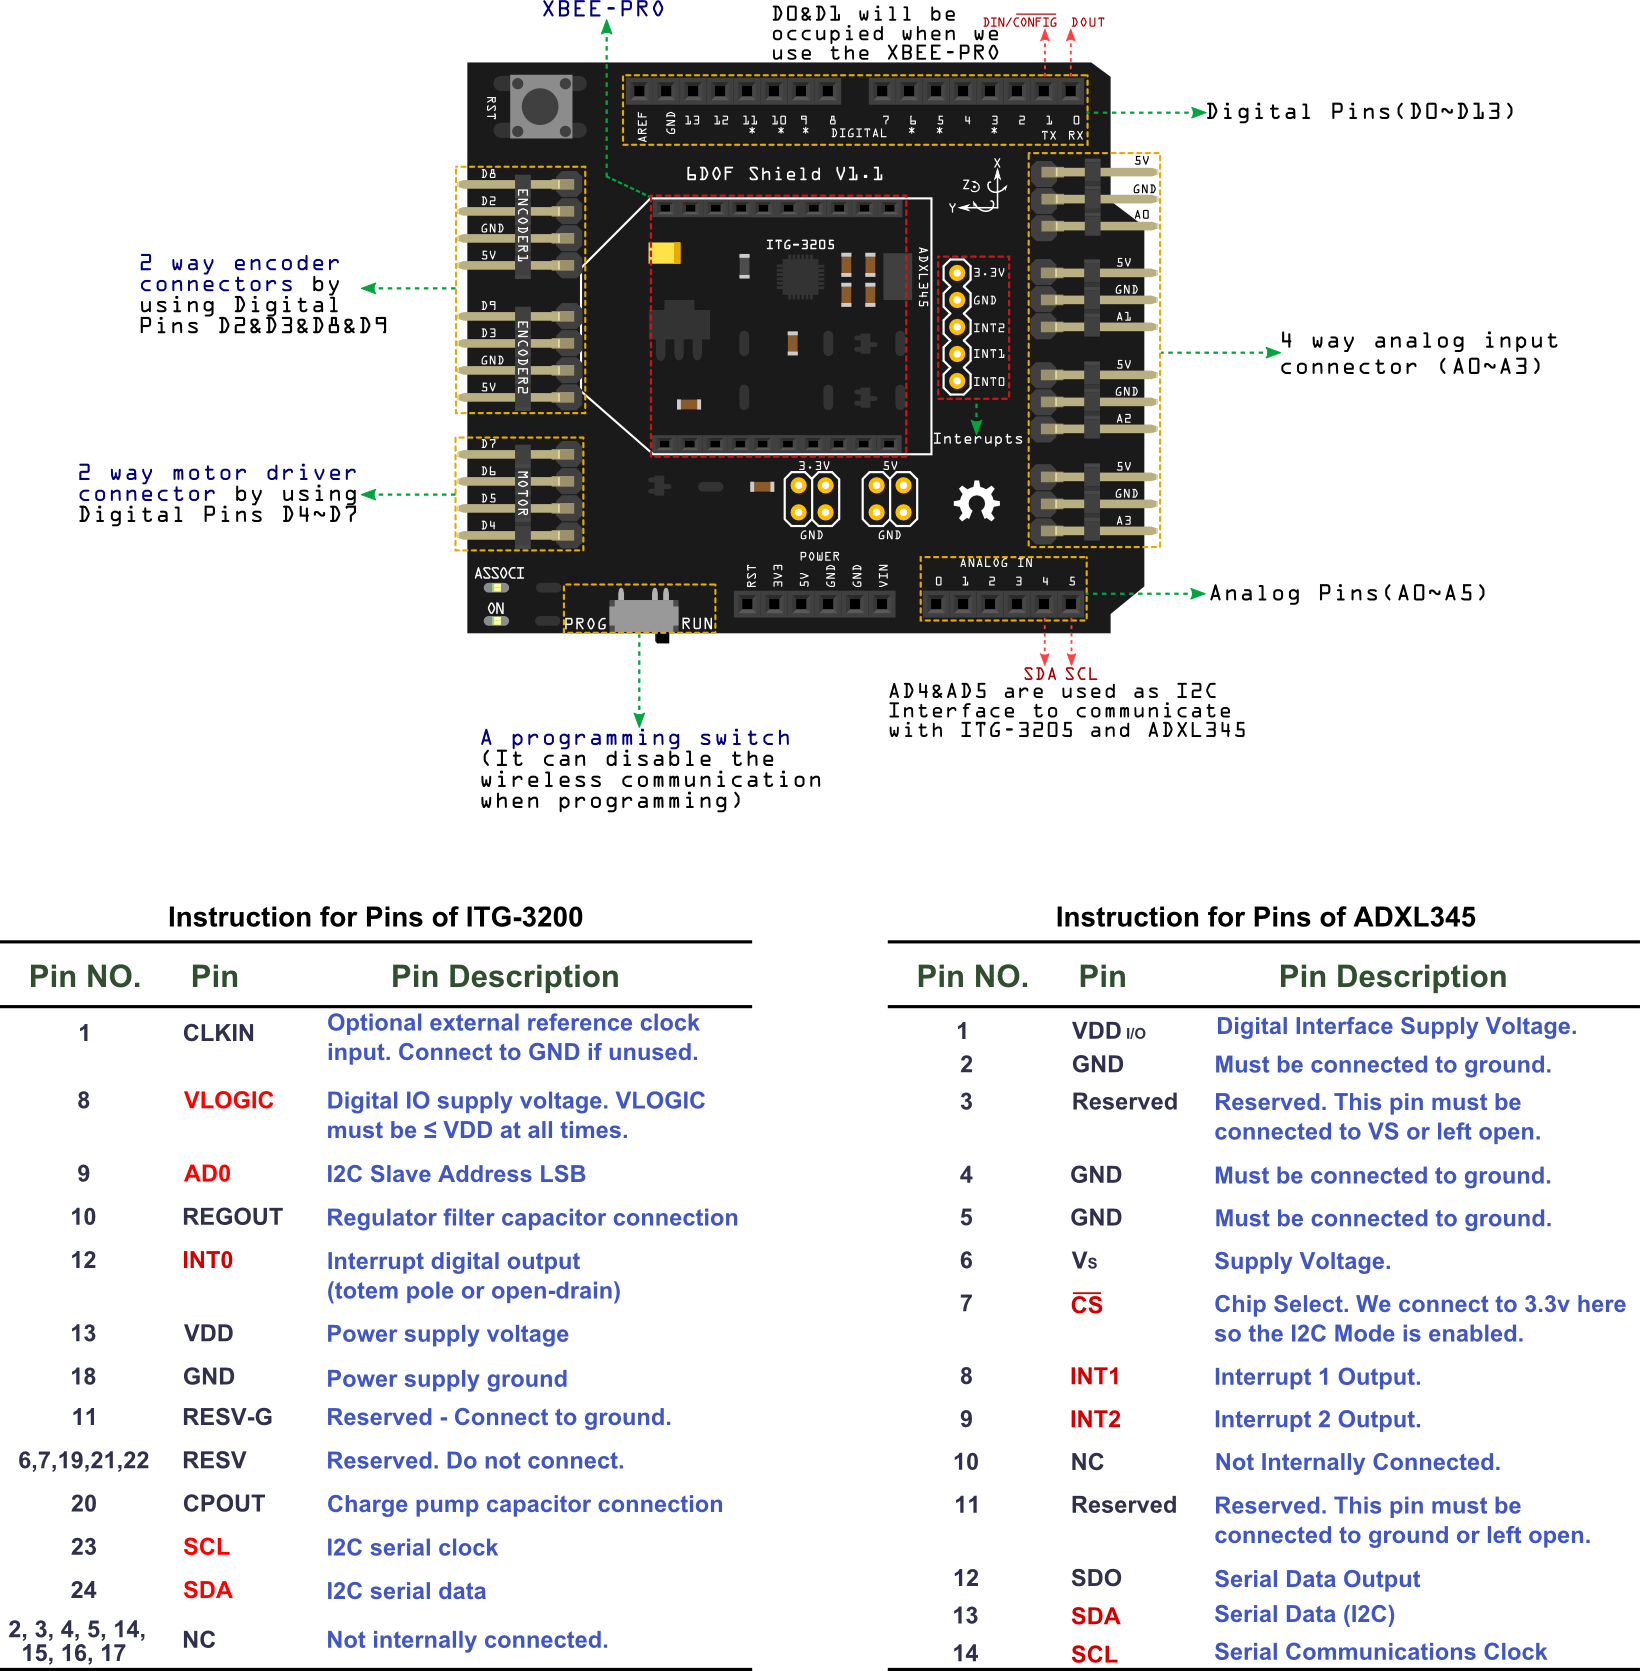 XBEE-PRO
D0&D1 will be
occupied when we
use the XBEE-PRO
DIN/CONFIG DOUT
RST
AREF GND 13 12 11 10 9 8 7 6 5 4 3 2 1 0
* * * DIGITAL * * * TX RX
Digital Pins(D0~D13)
6DOF Shield V1.1
X
Z
Y
5V
GND
A0
5V
GND
A1
5V
GND
A2
5V
GND
A3
4 way analog input
connector (A0~A3)
D8
D2
GND
5V
ENCODER1
D9
D3
GND
5V
ENCODER2
2 way encoder
connectors by
using Digital
Pins D2&D3&D8&D9
ITG-3205
ADXL345
3.3V
GND
INT2
INT1
INT0
Interupts
D7
D6
D5
D4
MOTOR
2 way motor driver
connector by using
Digital Pins D4~D7
3.3V 5V
GND GND
POWER
RST 3V3 5V GND GND VIN
ANALOG IN
0 1 2 3 4 5
Analog Pins(A0~A5)
ASSOCI
ON
PROG RUN
SDA SCL
AD4&AD5 are used as I2C
Interface to communicate
with ITG-3205 and ADXL345
A programming switch
(It can disable the
wireless communication
when programming)
Instruction for Pins of ITG-3200
Pin NO. Pin Pin Description
1 CLKIN Optional external reference clock
input. Connect to GND if unused.
8 VLOGIC Digital IO supply voltage. VLOGIC
must be ≤ VDD at all times.
9 AD0 I2C Slave Address LSB
10 REGOUT Regulator filter capacitor connection
12 INT0 Interrupt digital output
(totem pole or open-drain)
13 VDD Power supply voltage
18 GND Power supply ground
11 RESV-G Reserved - Connect to ground.
6,7,19,21,22 RESV Reserved. Do not connect.
20 CPOUT Charge pump capacitor connection
23 SCL I2C serial clock
24 SDA I2C serial data
2, 3, 4, 5, 14,
15, 16, 17 NC Not internally connected.
Instruction for Pins of ADXL345
Pin NO. Pin Pin Description
1 VDD I/O Digital Interface Supply Voltage.
2 GND Must be connected to ground.
3 Reserved Reserved. This pin must be
connected to VS or left open.
4 GND Must be connected to ground.
5 GND Must be connected to ground.
6 Vs Supply Voltage.
7 CS Chip Select. We connect to 3.3v here
so the I2C Mode is enabled.
8 INT1 Interrupt 1 Output.
9 INT2 Interrupt 2 Output.
10 NC Not Internally Connected.
11 Reserved Reserved. This pin must be
connected to ground or left open.
12 SDO Serial Data Output
13 SDA Serial Data (I2C)
14 SCL Serial Communications Clock